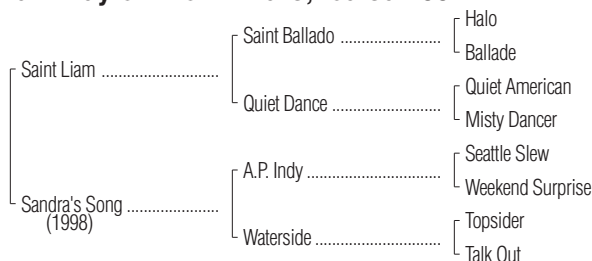 Halo
Saint Ballado ........................
Ballade
Saint Liam ............................
Quiet American
Quiet Dance ..........................
Misty Dancer
Seattle Slew
A.P. Indy ................................
Weekend Surprise
Sandra's Song ......................
(1998)
Topsider
Waterside ..............................
Talk Out